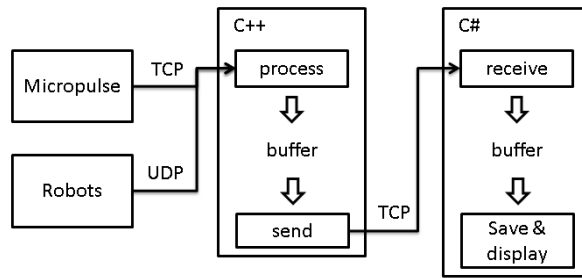 C++
C#
Micropulse
TCP
process
receive
buffer
buffer
Robots
UDP
send
TCP
Save &
display